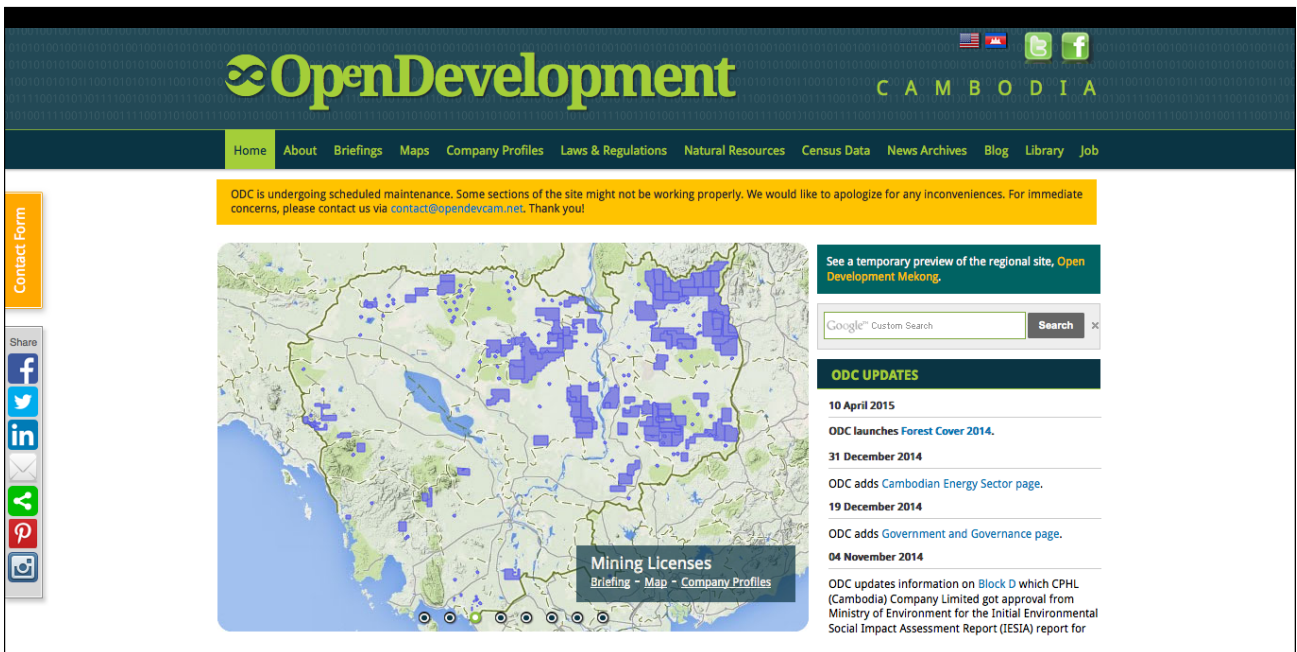 OpenDevelopment
CAMBODIA
Home About Briefings Maps Company Profiles Laws & Regulations Natural Resources Census Data News Archives Blog Library Job
ODC is undergoing scheduled maintenance. Some sections of the site might not be working properly. We would like to apologize for any inconveniences. For immediate
concerns, please contact us via contact@opendevcam.net. Thank you!
Contact Form
Share
in
Mining Licenses
Briefing - Map - Company Profiles
See a temporary preview of the regional site, Open
Development Mekong.
Google™ Custom Search
Search ×
ODC UPDATES
10 April 2015
ODC launches Forest Cover 2014.
31 December 2014
ODC adds Cambodian Energy Sector page.
19 December 2014
ODC adds Government and Governance page.
04 November 2014
ODC updates information on Block D which CPHL
(Cambodia) Company Limited got approval from
Ministry of Environment for the Initial Environmental
Social Impact Assessment Report (IESIA) report for